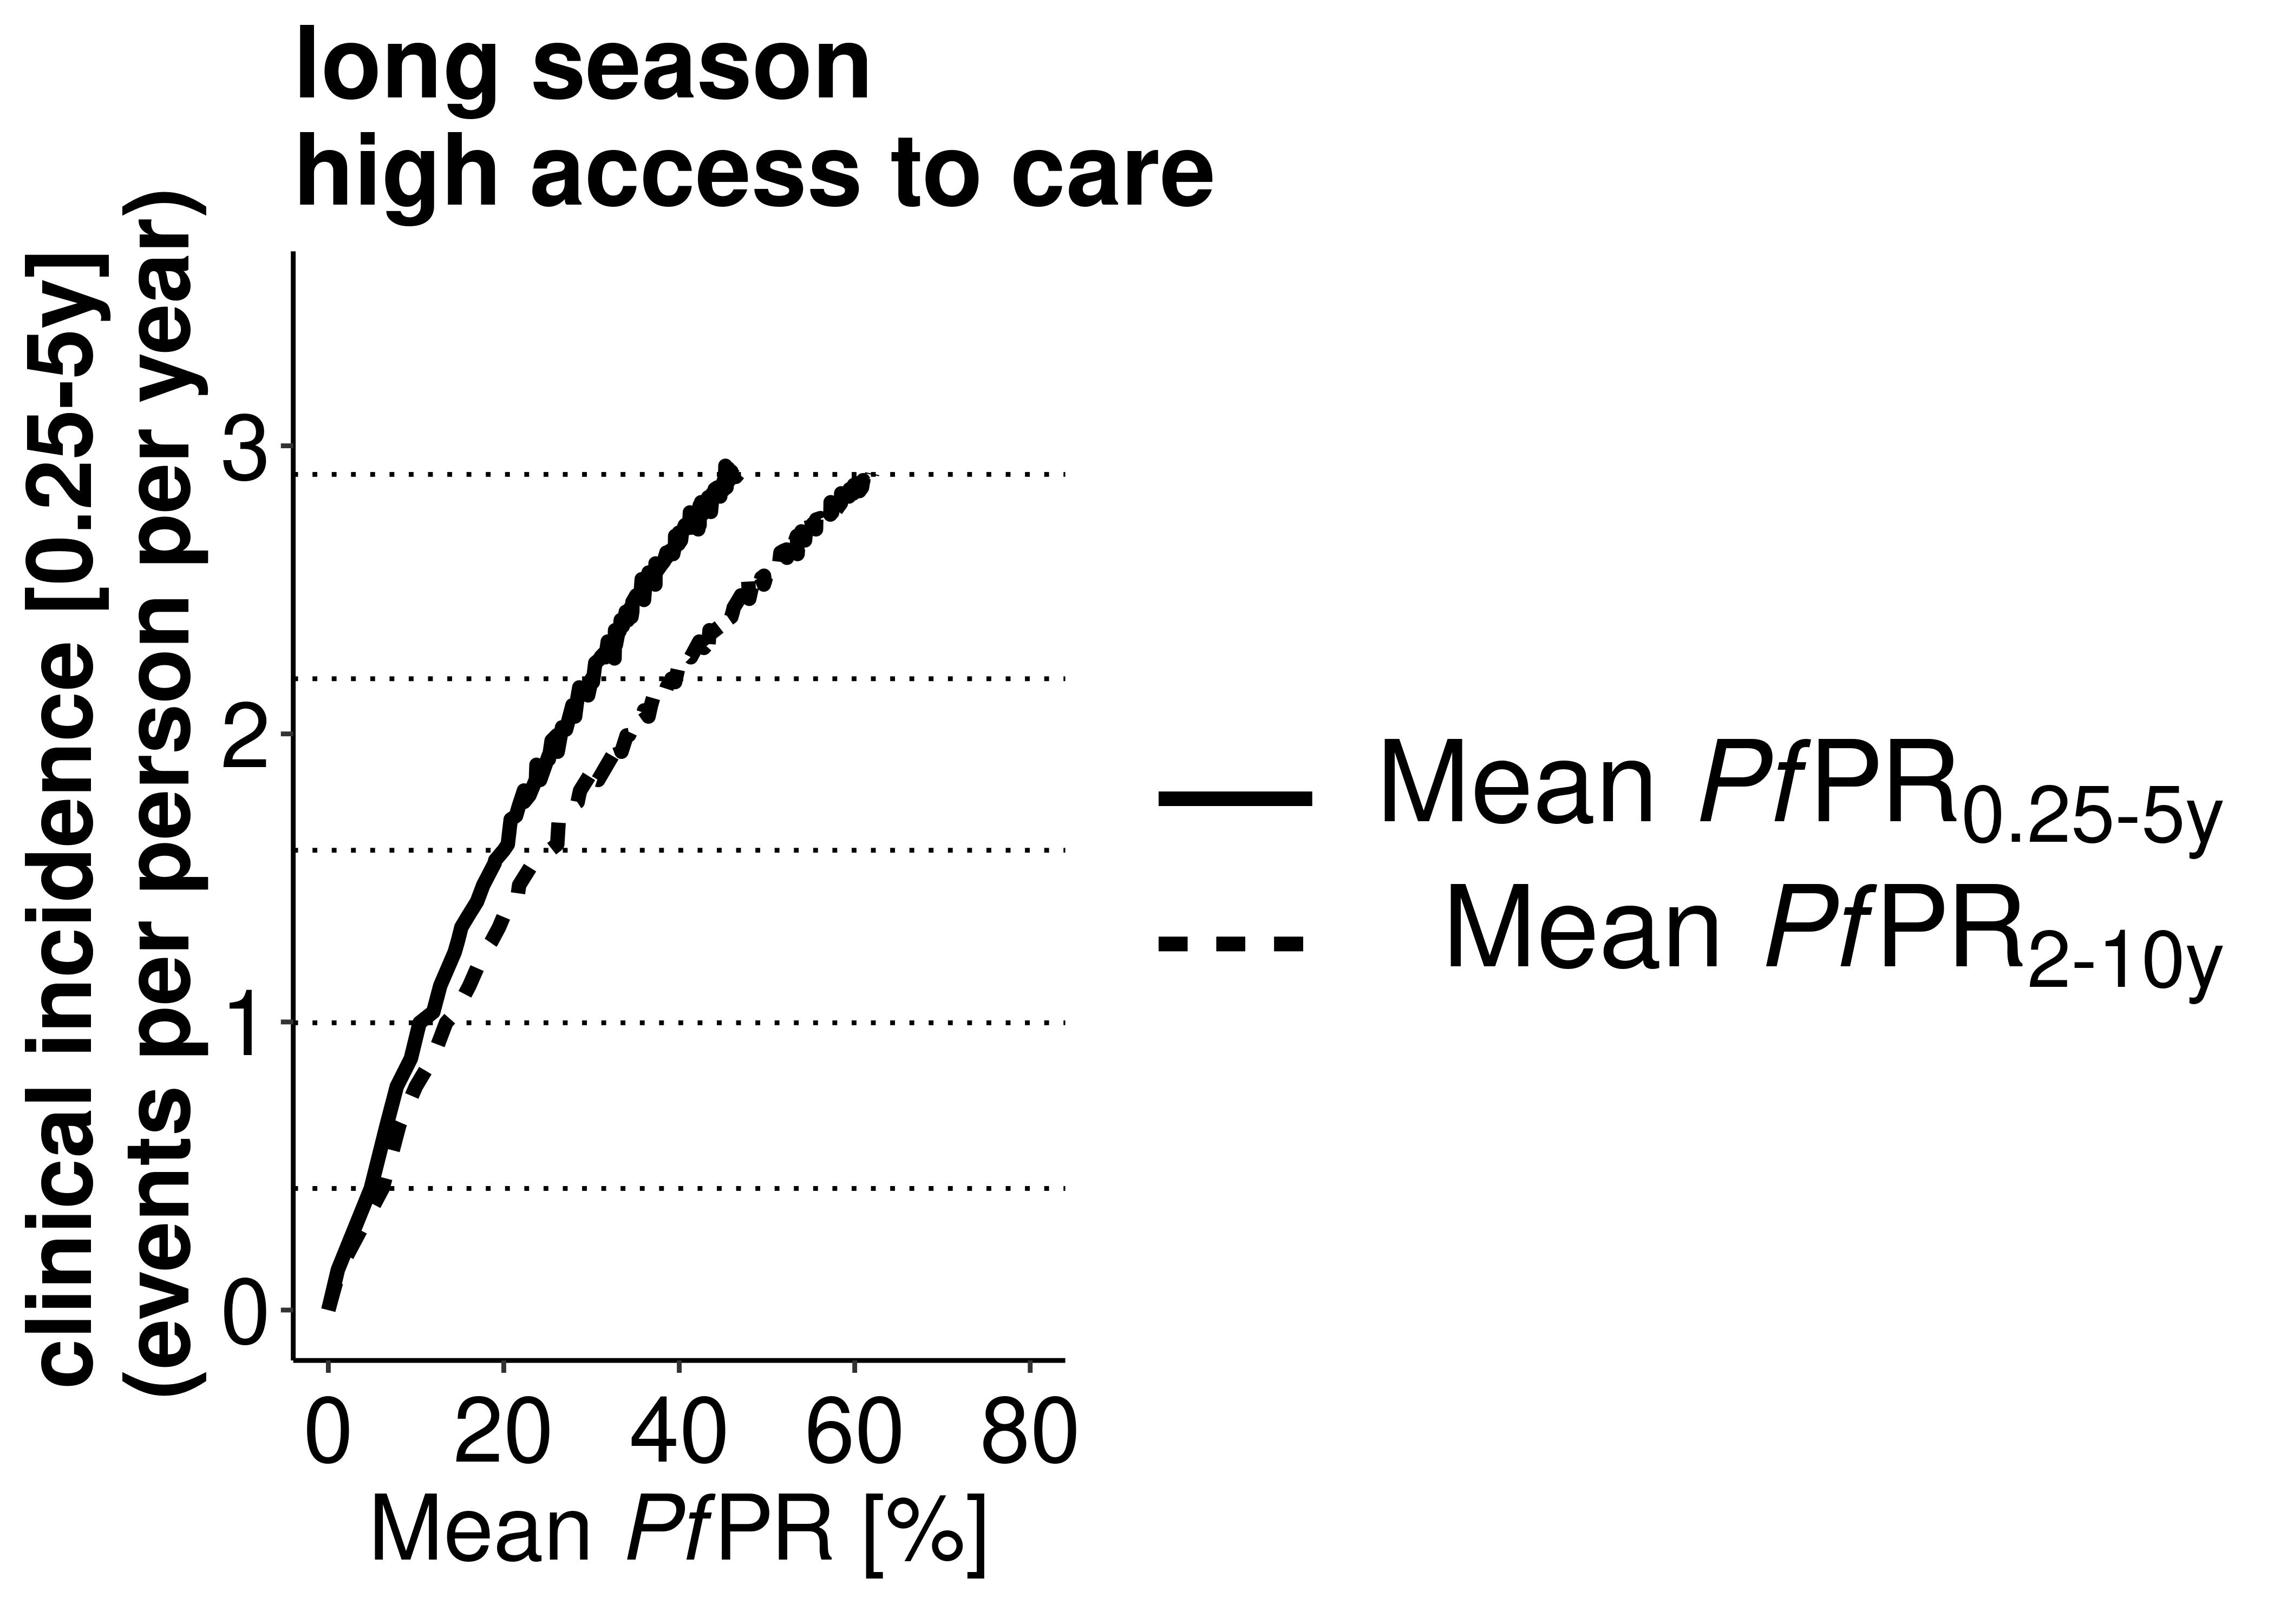 long season
high access to care
clinical incidence [0.25-5y]
(events per person per year)
3
2
1
0
0 20 40 60 80
Mean PfPR [%]
Mean PfPR0.25-5y
Mean PfPR2-10y